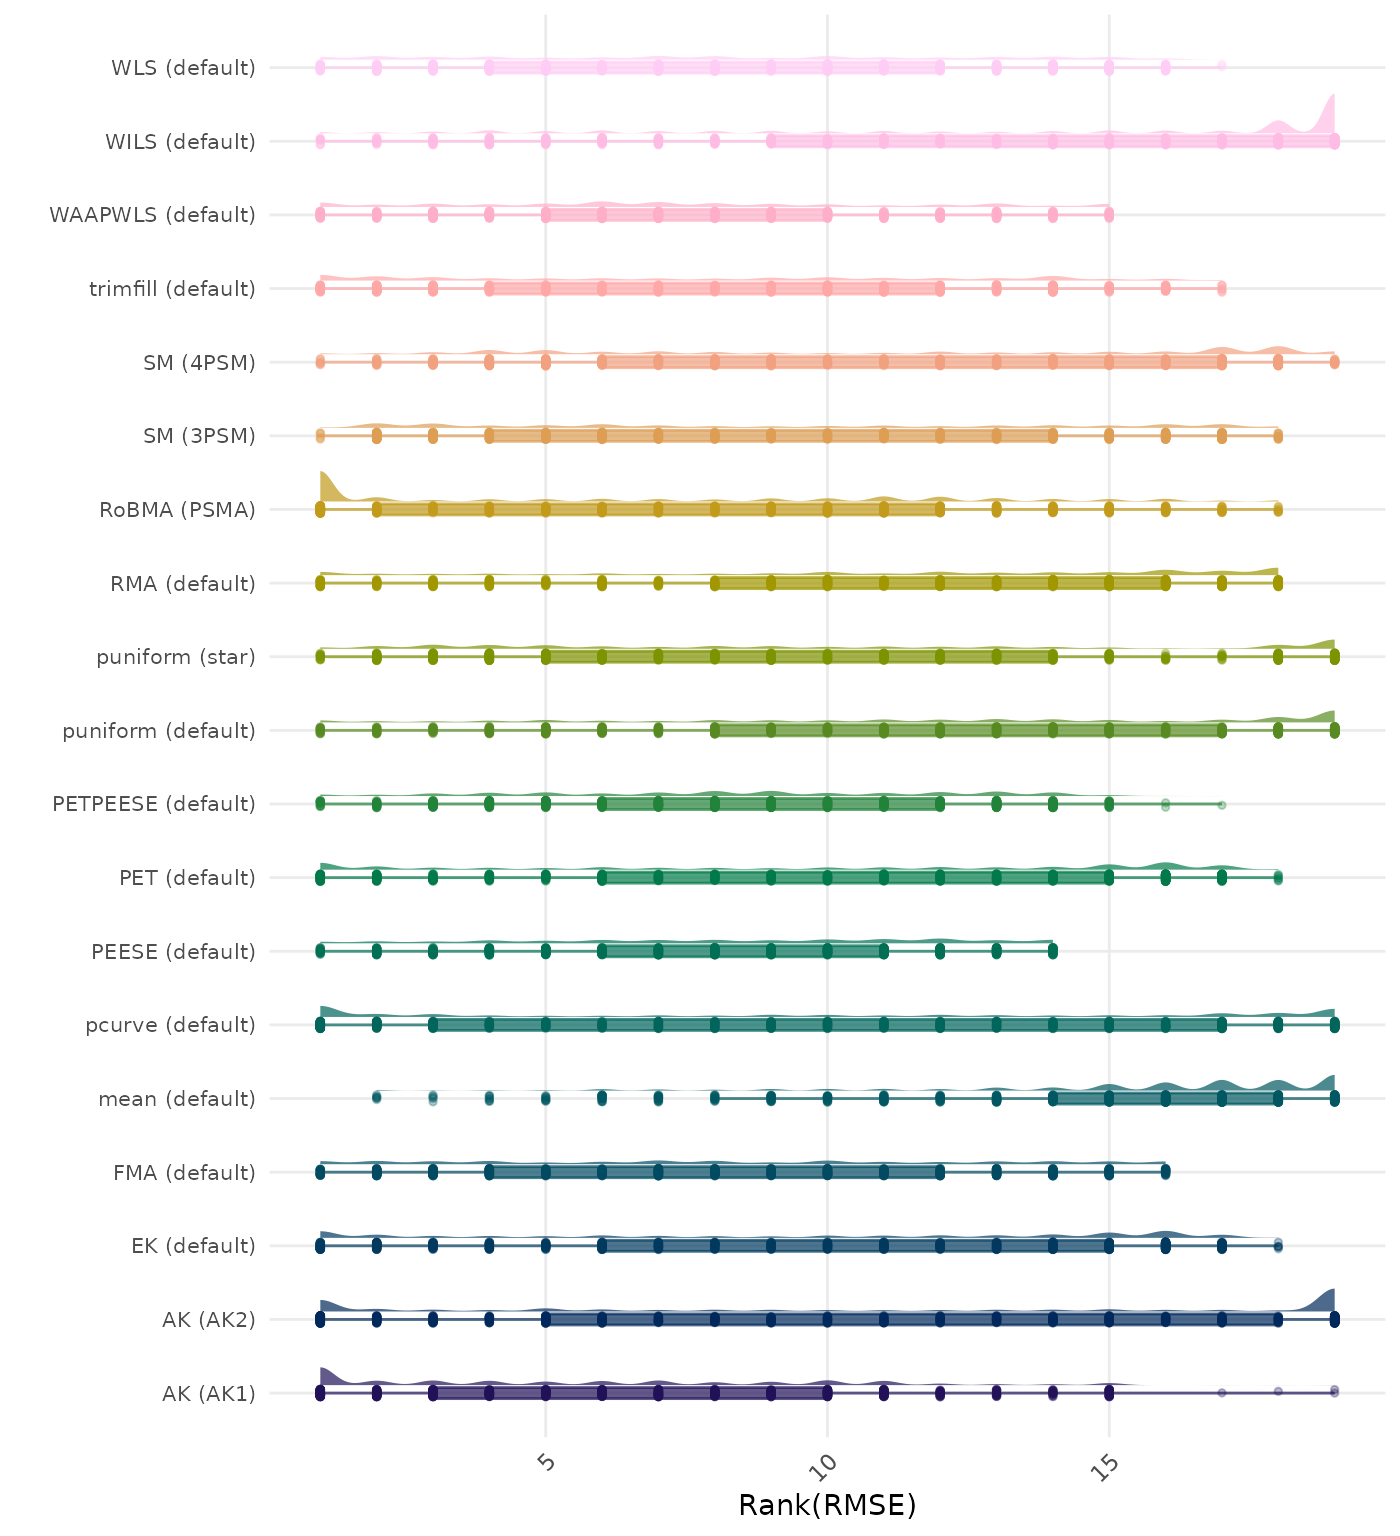 WLS (default)
WILS (default)
WAAPWLS (default)
trimfill (default)
SM (4PSM)
SM (3PSM)
RoBMA (PSMA)
RMA (default)
puniform (star)
puniform (default)
PETPEESE (default)
PET (default)
PEESE (default)
pcurve (default)
mean (default)
FMA (default)
EK (default)
AK (AK2)
AK (AK1)
5
10
15
Rank(RMSE)